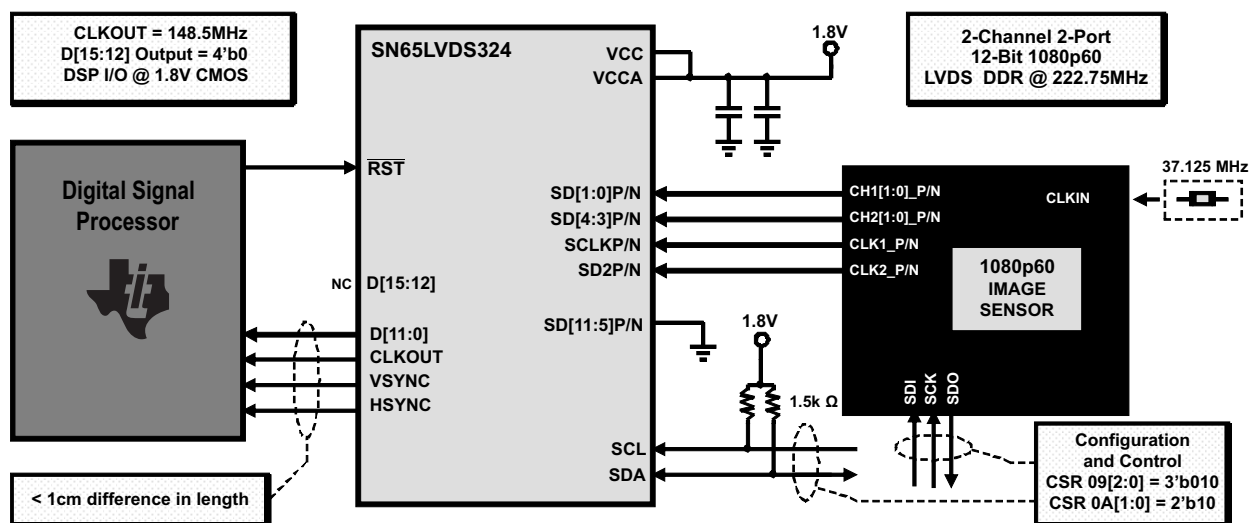 CLKOUT = 148.5MHz
D[15:12] Output = 4'b0
DSP I/O @ 1.8V CMOS
SN65LVDS324
VCC
VCCA
1.8V
2-Channel 2-Port
12-Bit 1080p60
LVDS DDR @ 222.75MHz
Digital Signal
Processor
RST
SD[1:0]P/N
SD[4:3]P/N
SCLKP/N
SD2P/N
CH1[1:0]_P/N
CH2[1:0]_P/N
CLK1_P/N
CLK2_P/N
CLKIN
37.125 MHz
1080p60
IMAGE
SENSOR
NC
D[15:12]
D[11:0]
CLKOUT
VSYNC
HSYNC
SD[11:5]P/N
1.8V
1.5k Ω
SDI
SCK
SDO
SCL
SDA
< 1cm difference in length
Configuration
and Control
CSR 09[2:0] = 3'b010
CSR 0A[1:0] = 2'b10